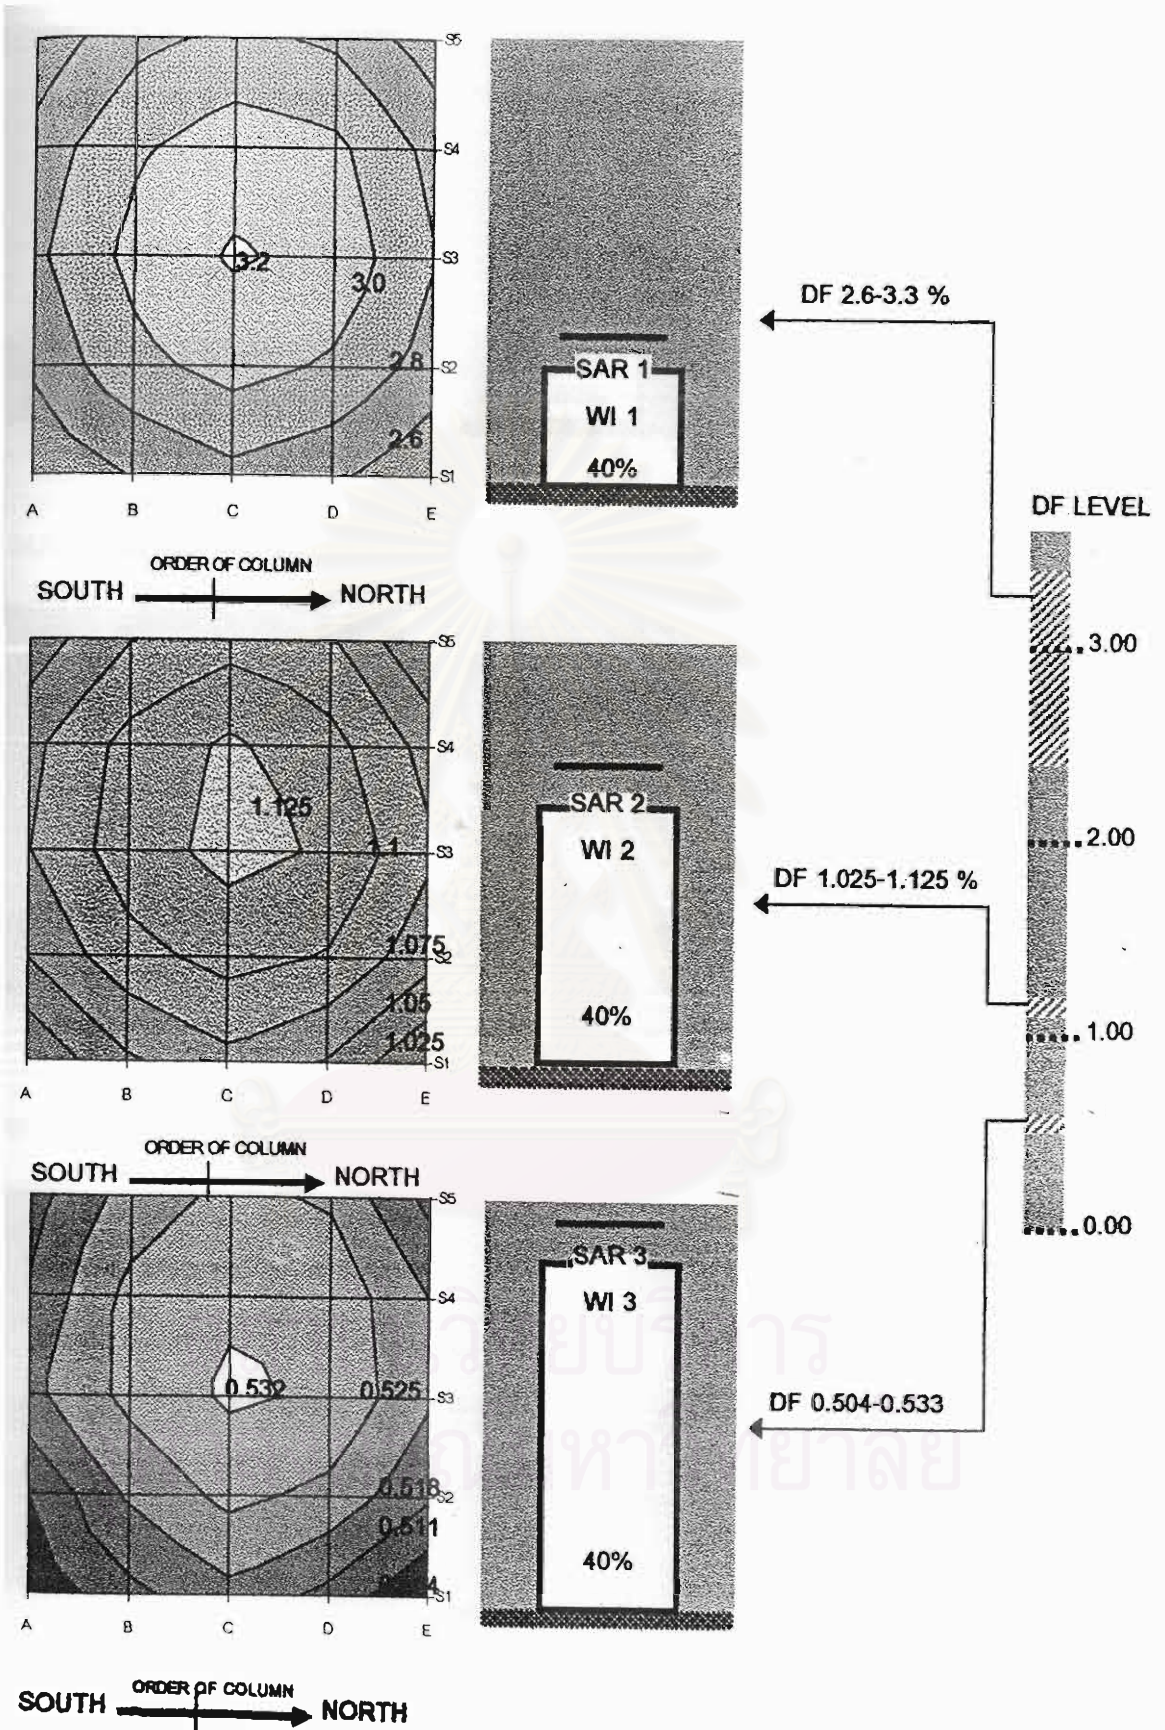 S5
S4
3.2
S3
3.0
2.8
S2
2.6
S1
A B C D E
SAR 1
WI 1
40%
DF 2.6-3.3 %
DF LEVEL
3.00
2.00
1.00
0.00
ORDER OF COLUMN
SOUTH NORTH
S5
S4
1.125
1.1
S3
1.075
S2
1.05
1.025
S1
A B C D E
SAR 2
WI 2
40%
DF 1.025-1.125 %
ORDER OF COLUMN
SOUTH NORTH
S5
S4
0.532
0.525
S3
0.518
S2
0.511
S1
A B C D E
SAR 3
WI 3
40%
DF 0.504-0.533
ORDER OF COLUMN
SOUTH NORTH